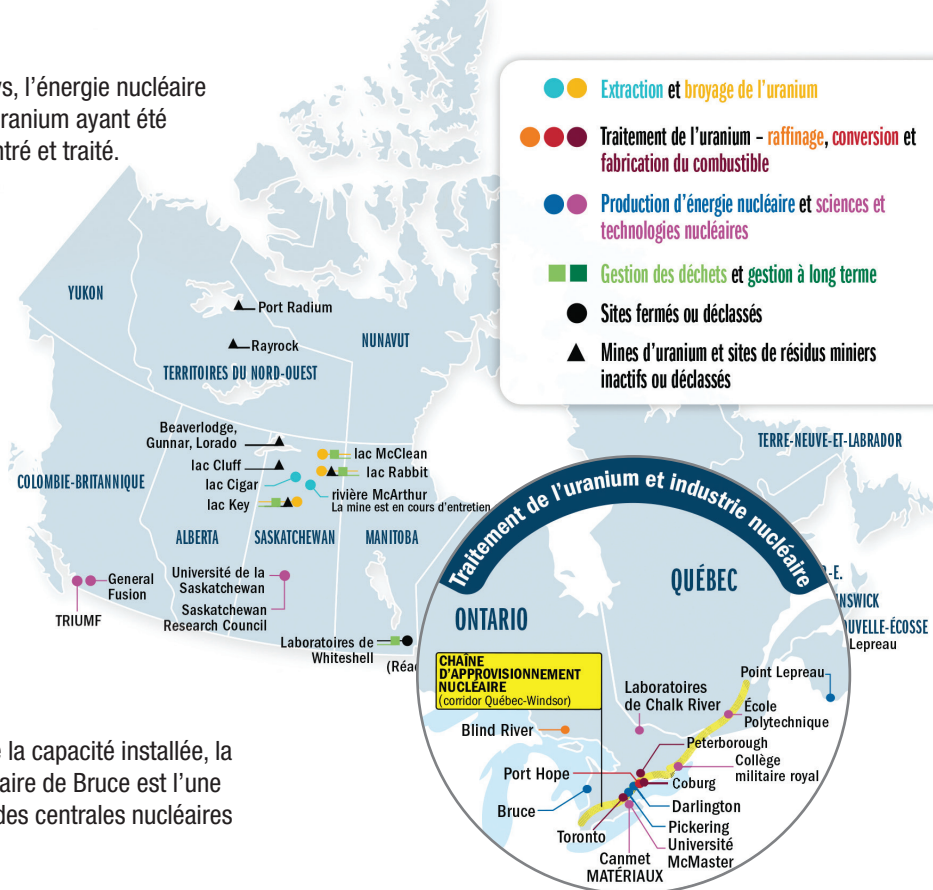 l’énergie nucléaire
ayant été
et traité.
Extraction et broyage de l’uranium
Traitement de l’uranium – raffinage, conversion et
fabrication du combustible
Production d’énergie nucléaire et sciences et
technologies nucléaires
Gestion des déchets et gestion à long terme
Sites fermés ou déclassés
Mines d’uranium et sites de résidus miniers
inactifs ou déclassés
YUKON
Port Radium
Rayrock
NUNAVUT
TERRITOIRES DU NORD-OUEST
Beaverlodge,
Gunnar, Lorado
lac McClean
lac Cluff
lac Rabbit
lac Cigar
rivière McArthur
La mine est en cours d’entretien
lac Key
COLOMBIE-BRITANNIQUE
ALBERTA
SASKATCHEWAN
MANITOBA
TERRE-NEUVE-ET-LABRADOR
General
Fusion
TRIUMF
Université de la
Saskatchewan
Saskatchewan
Research Council
Laboratoires de
Whiteshell
Traitement de l’uranium et industrie nucléaire
QUÉBEC
ONTARIO
Lepreau
CHAÎNE
D’APPROVISIONNEMENT
NUCLÉAIRE
(corridor Québec-Windsor)
Point Lepreau
Laboratoires
de Chalk River
École
Polytechnique
Blind River
Peterborough
Collège
militaire royal
Port Hope
Coburg
Bruce
Darlington
Pickering
Toronto
Université
McMaster
Canmet
MATÉRIAUX
la capacité installée, la
de Bruce est l’une
des centrales nucléaires